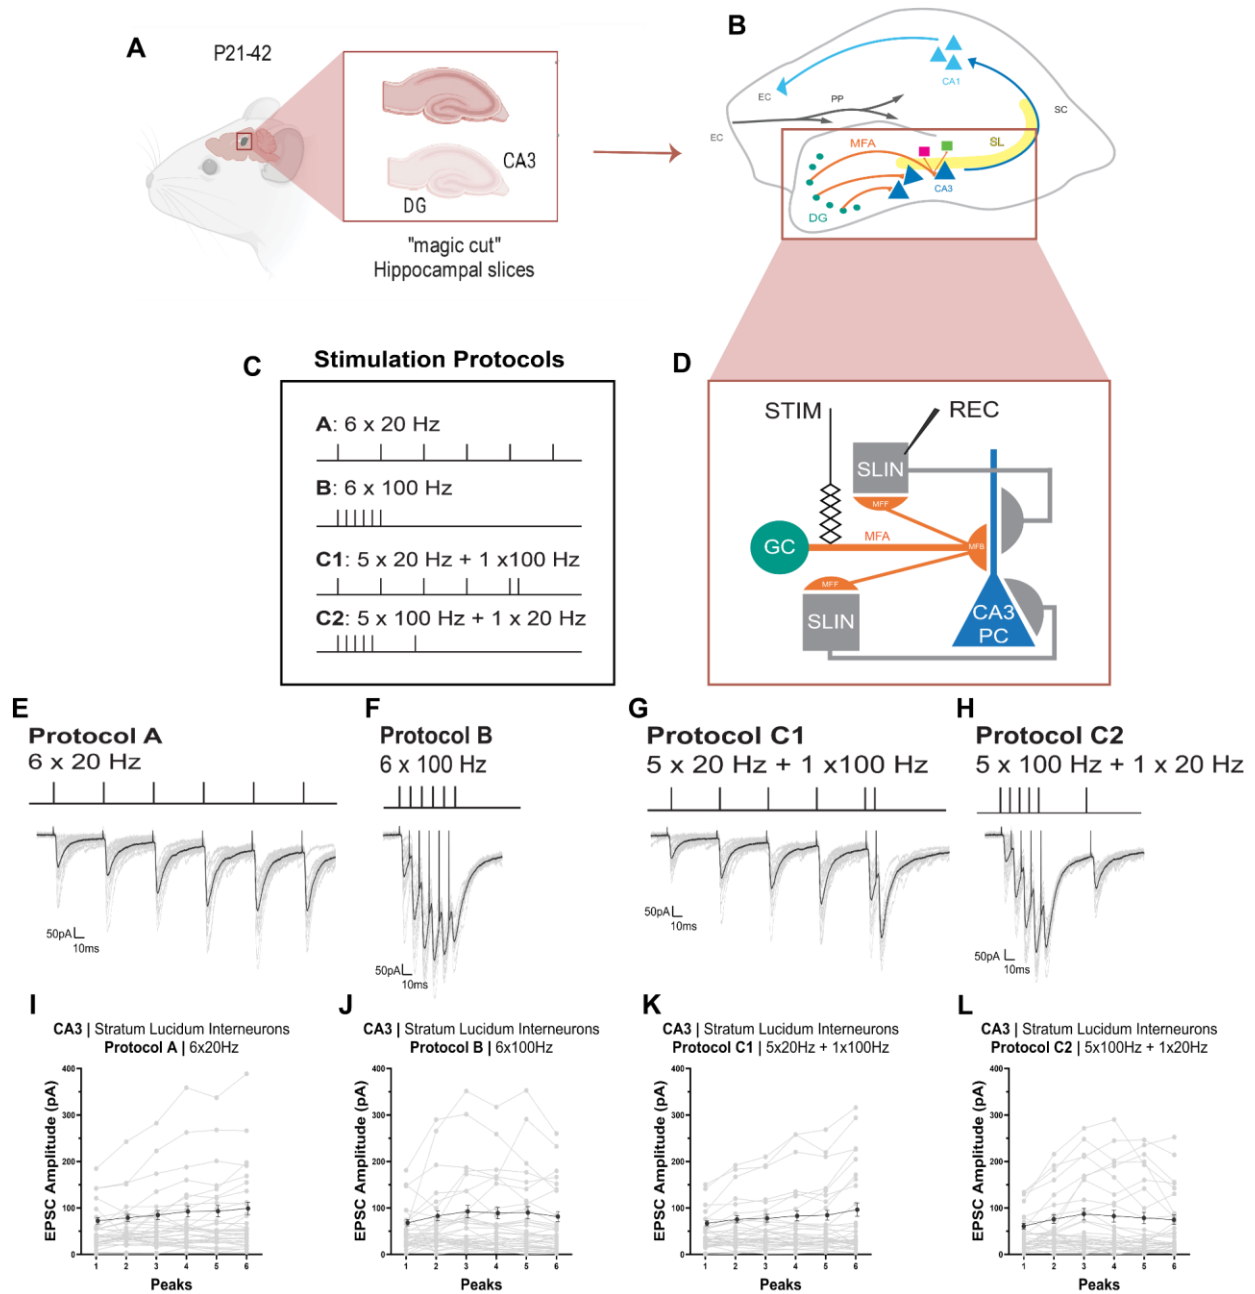 A
P21-42
CA3
DG
"magic cut"
Hippocampal slices
B
EC
PP
EC
CA1
SC
MFA
SL
CA3
DG
C
Stimulation Protocols
A: 6 x 20 Hz
B: 6 x 100 Hz
C1: 5 x 20 Hz + 1 x100 Hz
C2: 5 x 100 Hz + 1 x 20 Hz
D
STIM
REC
SLIN
MFF
GC
MFA
MFB
MFF
SLIN
CA3
PC
E
Protocol A
6 x 20 Hz
50pA
10ms
F
Protocol B
6 x 100 Hz
50pA
10ms
G
Protocol C1
5 x 20 Hz + 1 x100 Hz
50pA
10ms
H
Protocol C2
5 x 100 Hz + 1 x 20 Hz
50pA
10ms
I
CA3 | Stratum Lucidum Interneurons
Protocol A | 6x20Hz
EPSC Amplitude (pA)
400
300
200
100
0
1 2 3 4 5 6
Peaks
J
CA3 | Stratum Lucidum Interneurons
Protocol B | 6x100Hz
EPSC Amplitude (pA)
400
300
200
100
0
1 2 3 4 5 6
Peaks
K
CA3 | Stratum Lucidum Interneurons
Protocol C1 | 5x20Hz + 1x100Hz
EPSC Amplitude (pA)
400
300
200
100
0
1 2 3 4 5 6
Peaks
L
CA3 | Stratum Lucidum Interneurons
Protocol C2 | 5x100Hz + 1x20Hz
EPSC Amplitude (pA)
400
300
200
100
0
1 2 3 4 5 6
Peaks